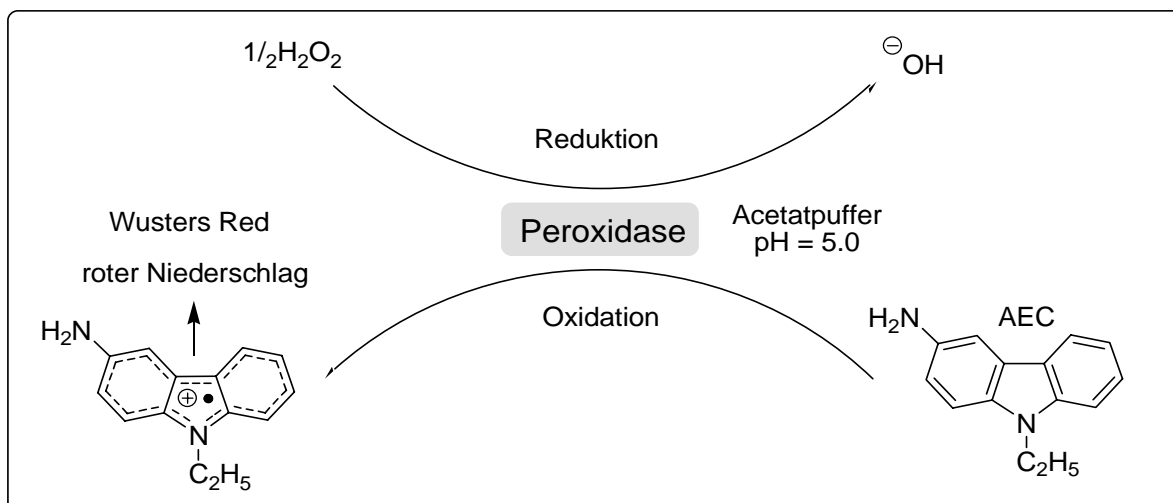 1/₂H₂O₂
⊖
OH
Reduktion
Wusters Red
roter Niederschlag
Peroxidase
Acetatpuffer
pH = 5.0
Oxidation
H₂N
N
C₂H₅
H₂N
AEC
N
C₂H₅